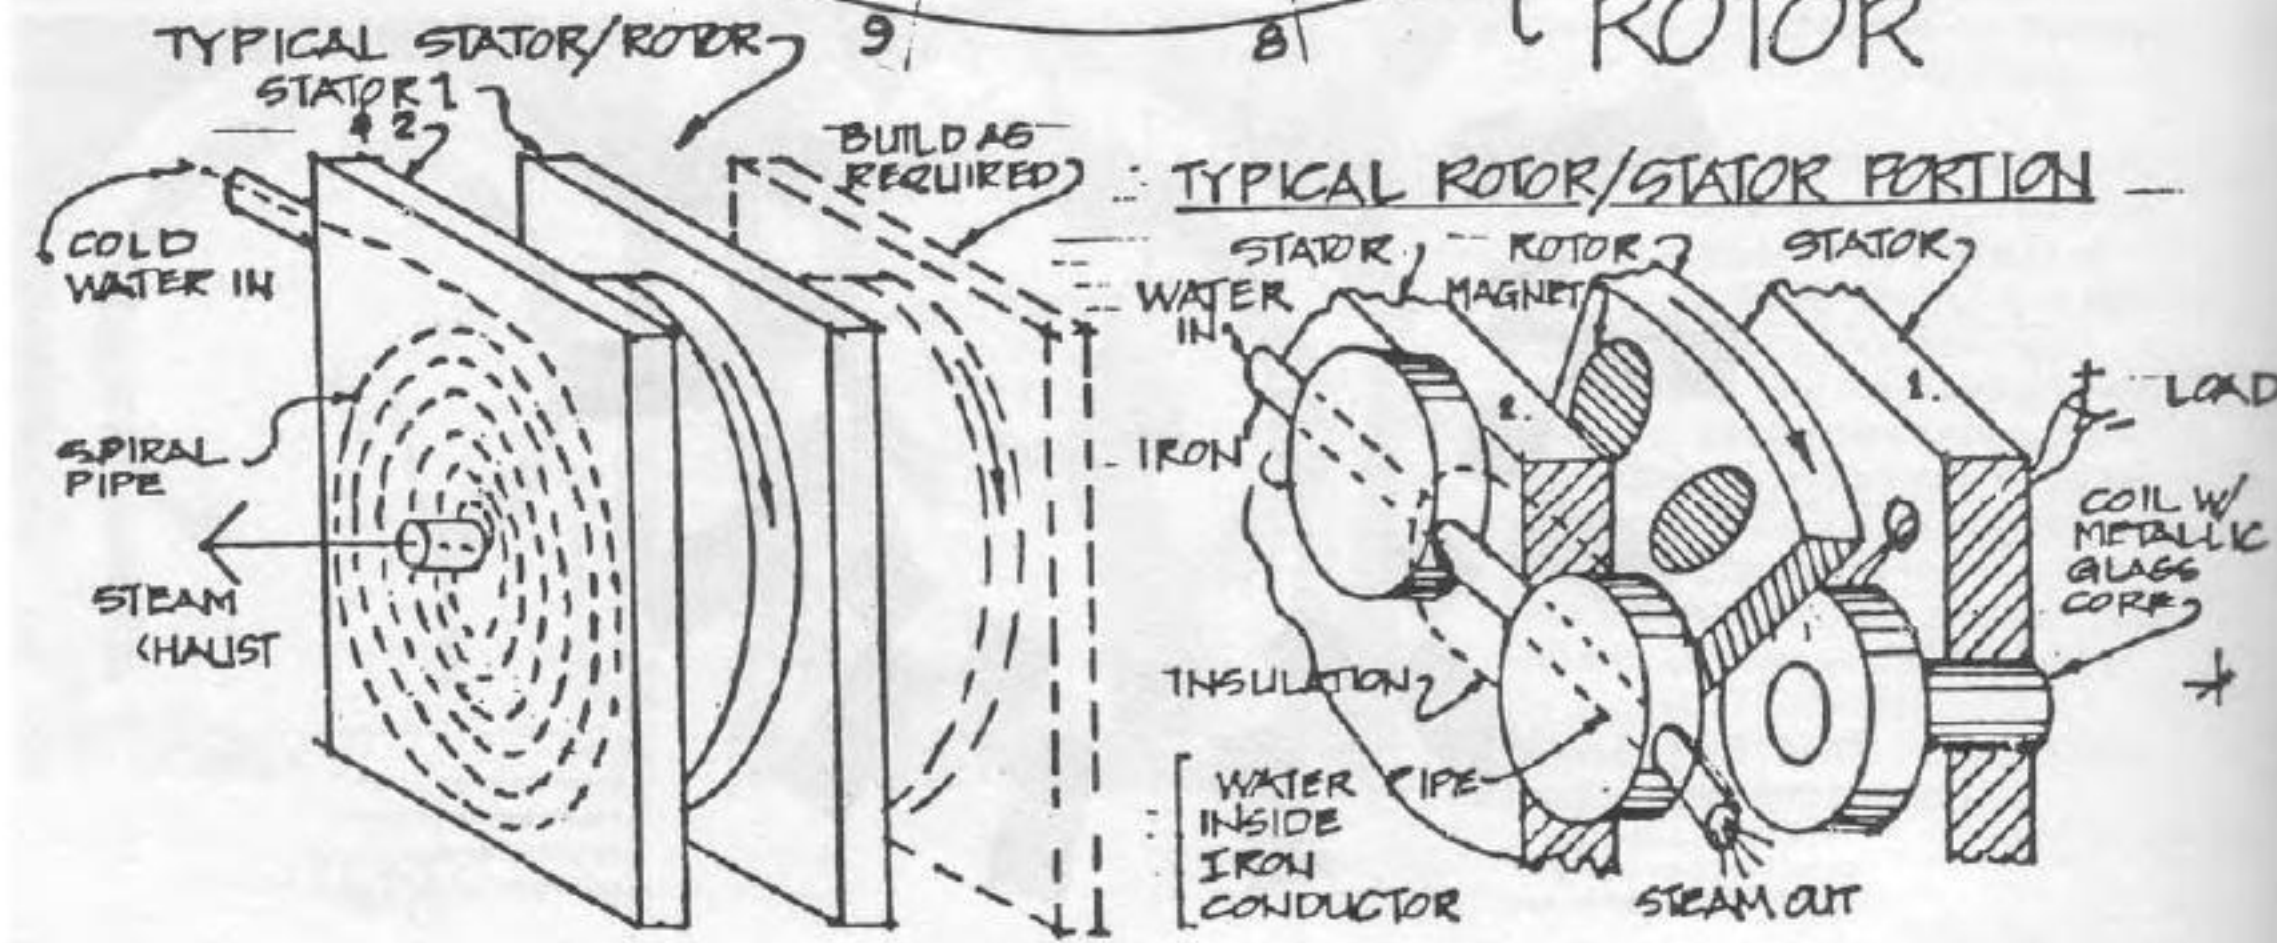 ROTOR
9
8
TYPICAL STATOR/ROTOR
STATOR 1
& 2
BUILD AS
REQUIRED
COLD
WATER IN
SPIRAL
PIPE
STEAM
HAUST
TYPICAL ROTOR/STATOR PORTION
STATOR
ROTOR
STATOR
WATER
IN
MAGNET
2.
1.
+
-
LOAD
IRON
COIL W/
METALLIC
GLASS
CORE
INSULATION
WATER PIPE
INSIDE
IRON
CONDUCTOR
STEAM OUT